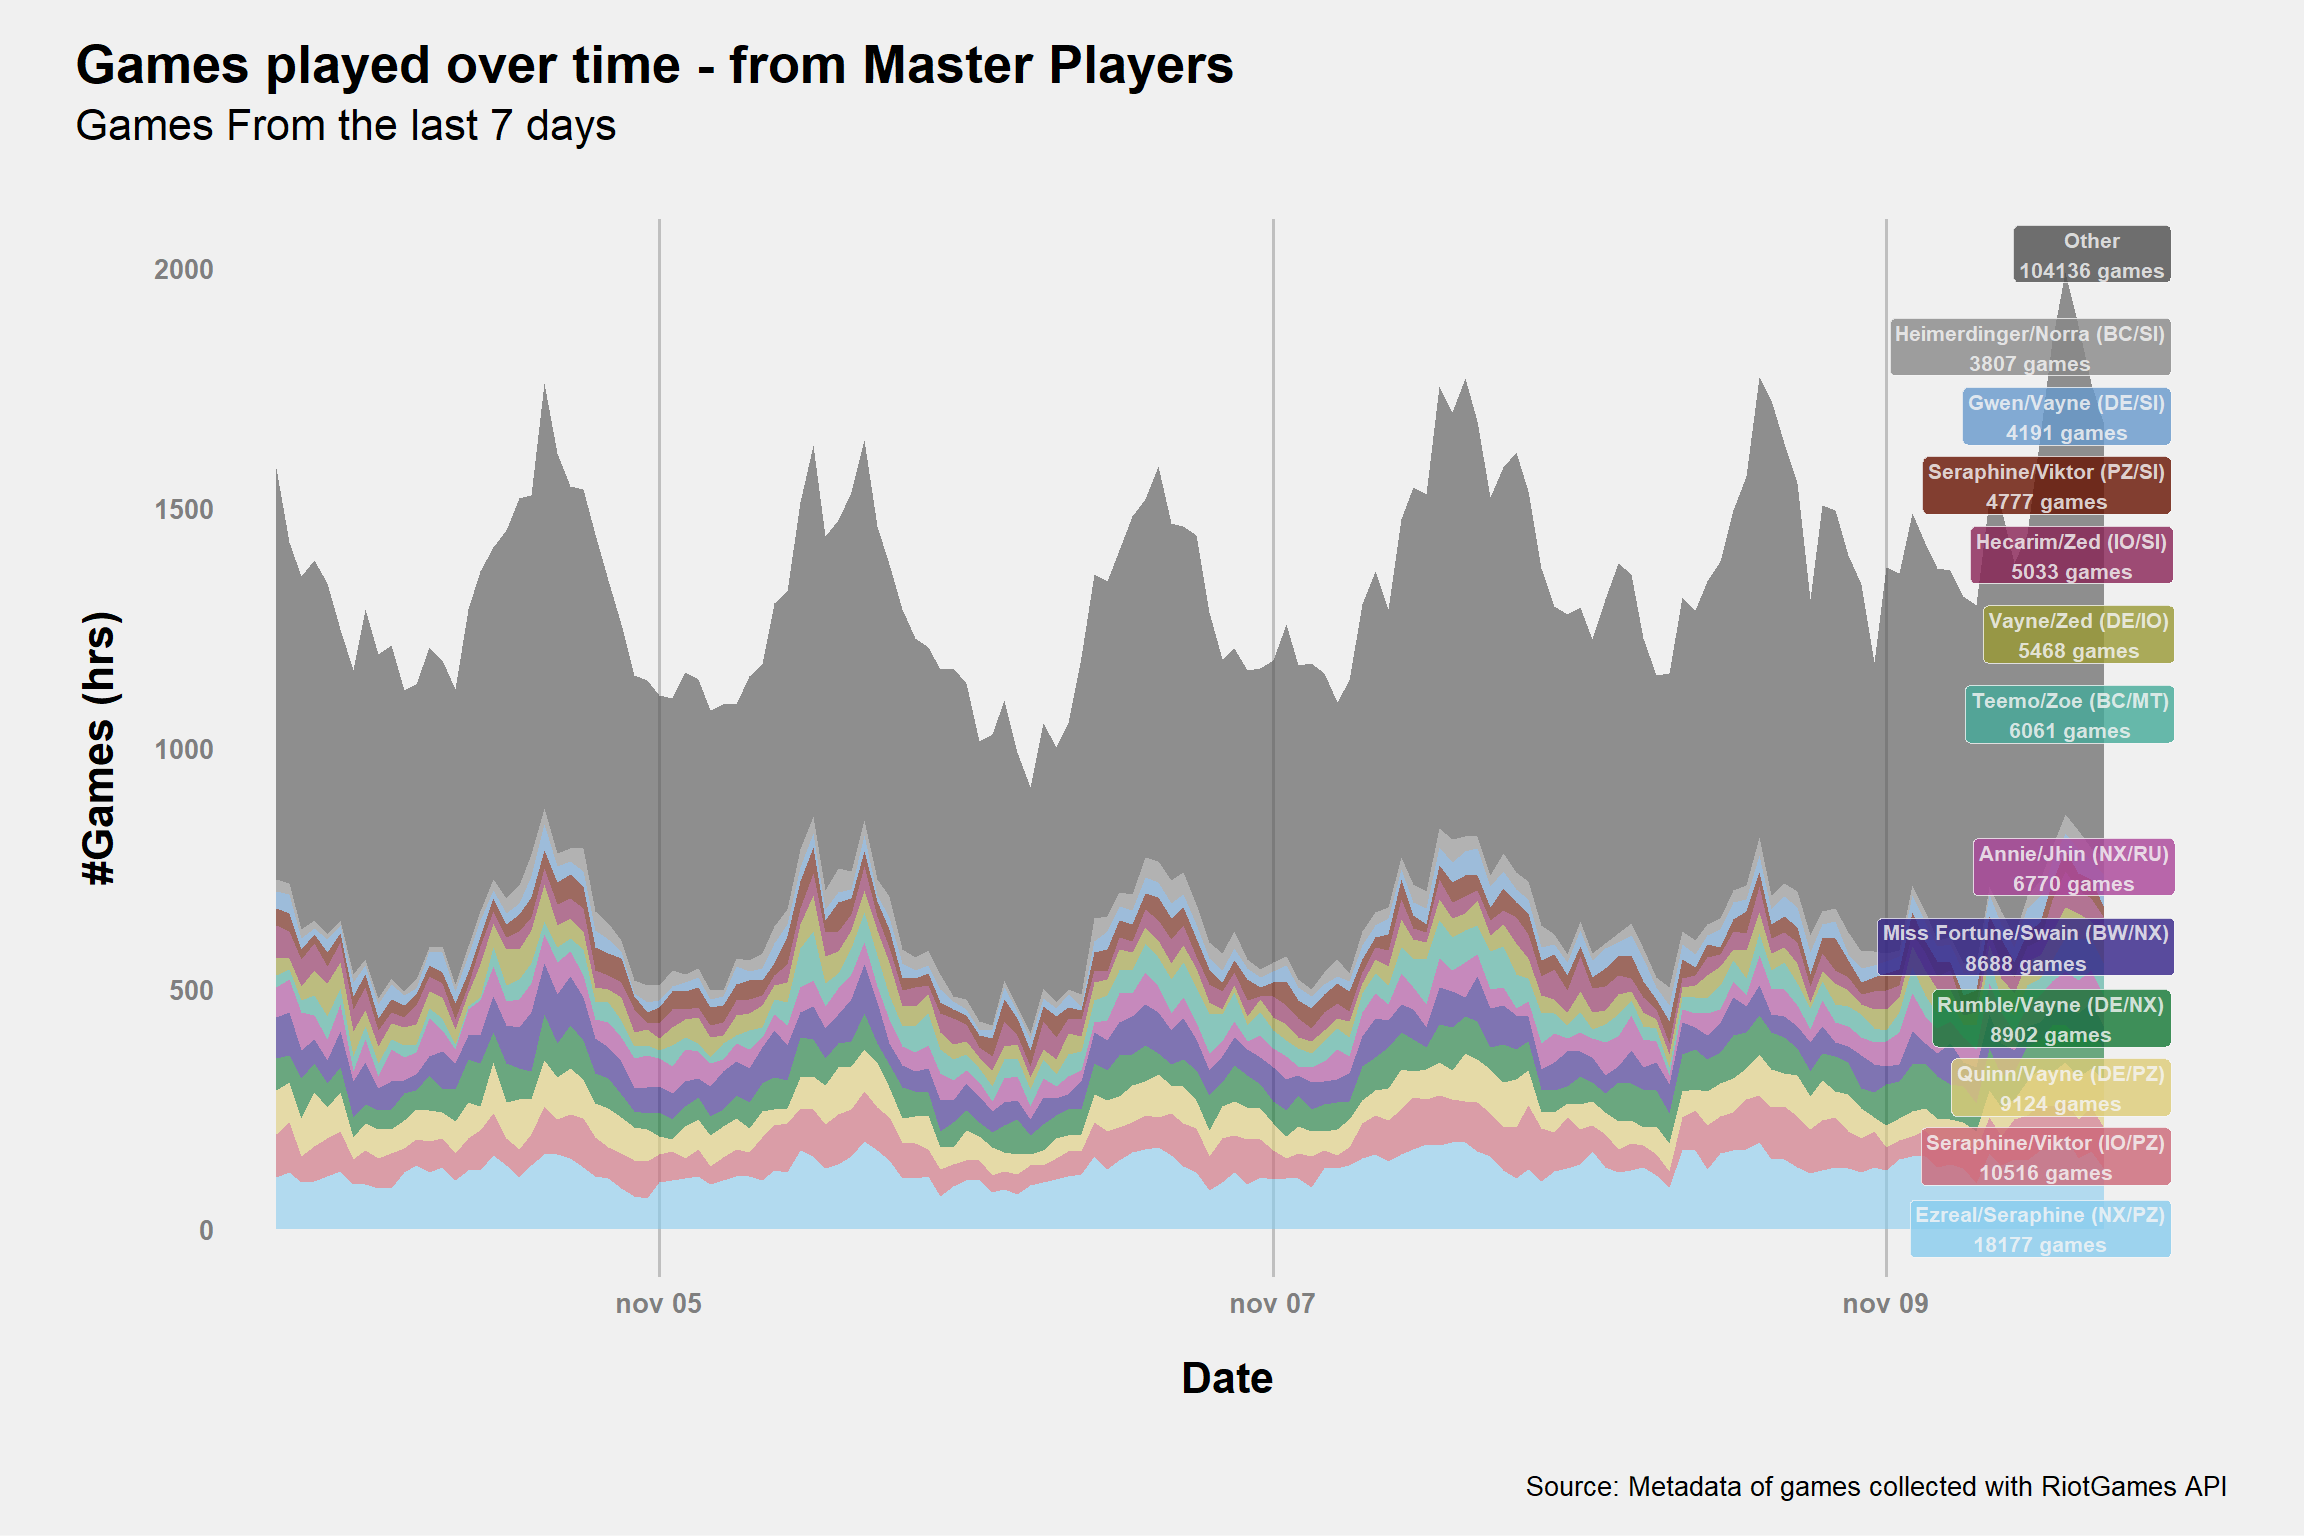 Games played over time - from Master Players
Games From the last 7 days
#Games (hrs)
2000
1500
1000
500
0
Other
104136 games
Heimerdinger/Norra (BC/SI)
3807 games
Gwen/Vayne (DE/SI)
4191 games
Seraphine/Viktor (PZ/SI)
4777 games
Hecarim/Zed (IO/SI)
5033 games
Vayne/Zed (DE/IO)
5468 games
Teemo/Zoe (BC/MT)
6061 games
Annie/Jhin (NX/RU)
6770 games
Miss Fortune/Swain (BW/NX)
8688 games
Rumble/Vayne (DE/NX)
8902 games
Quinn/Vayne (DE/PZ)
9124 games
Seraphine/Viktor (IO/PZ)
10516 games
Ezreal/Seraphine (NX/PZ)
18177 games
nov 05
nov 07
nov 09
Date
Source: Metadata of games collected with RiotGames API